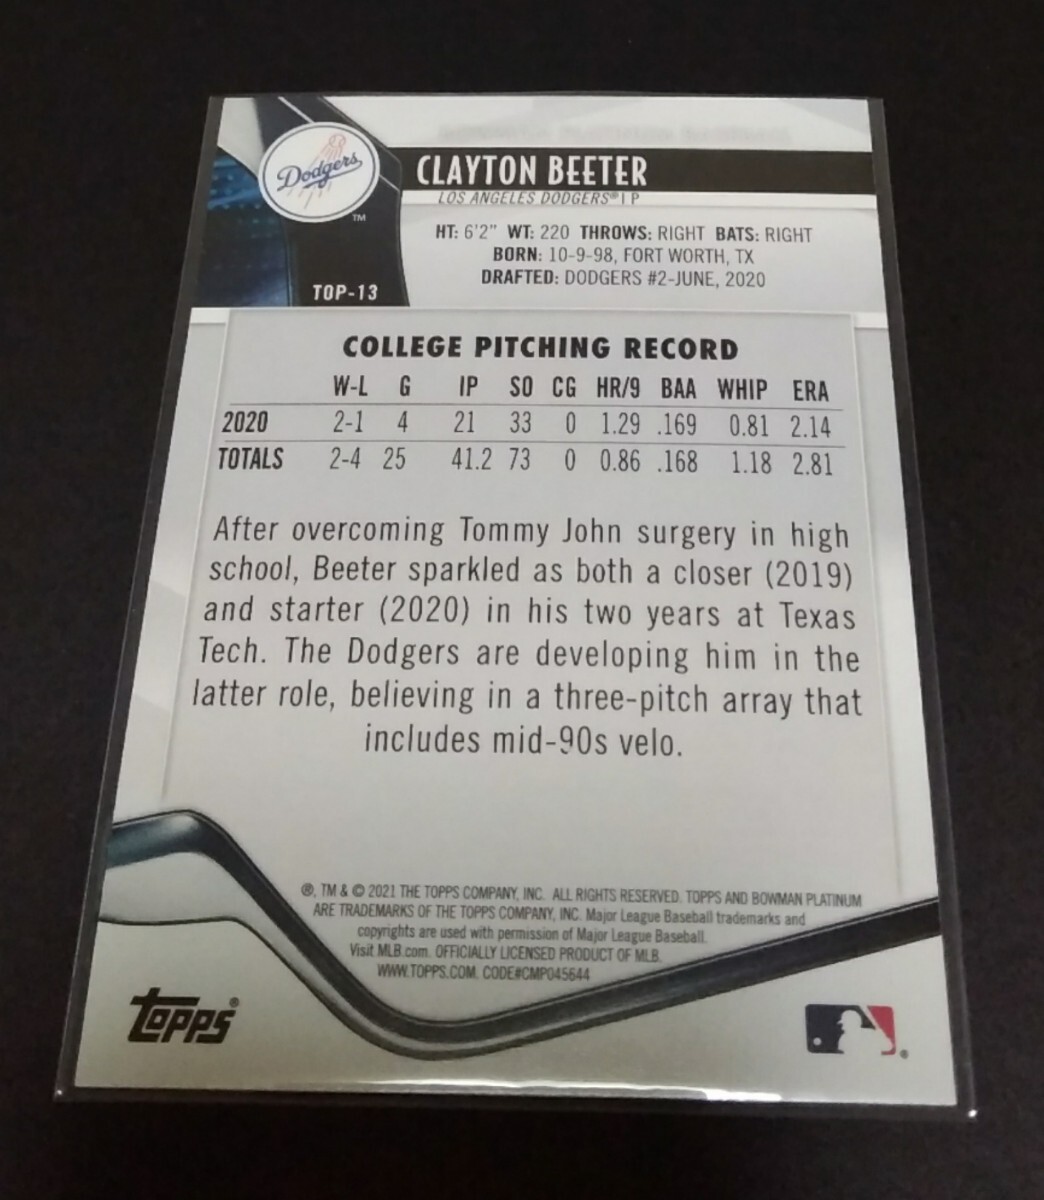 Dodgers
TM
CLAYTON BEETER
LOS ANGELES DODGERS® | P
HT: 6'2" WT: 220 THROWS: RIGHT BATS: RIGHT
BORN: 10-9-98, FORT WORTH, TX
DRAFTED: DODGERS #2-JUNE, 2020
TOP-13
COLLEGE PITCHING RECORD
W-L G IP SO CG HR/9 BAA WHIP ERA
2020 2-1 4 21 33 0 1.29 .169 0.81 2.14
TOTALS 2-4 25 41.2 73 0 0.86 .168 1.18 2.81
After overcoming Tommy John surgery in high
school, Beeter sparkled as both a closer (2019)
and starter (2020) in his two years at Texas
Tech. The Dodgers are developing him in the
latter role, believing in a three-pitch array that
includes mid-90s velo.
®, TM & © 2021 THE TOPPS COMPANY, INC. ALL RIGHTS RESERVED. TOPPS AND BOWMAN PLATINUM
ARE TRADEMARKS OF THE TOPPS COMPANY, INC. Major League Baseball trademarks and
copyrights are used with permission of Major League Baseball.
Visit MLB.com. OFFICIALLY LICENSED PRODUCT OF MLB.
WWW.TOPPS.COM. CODE#CMP045644
topps®
®